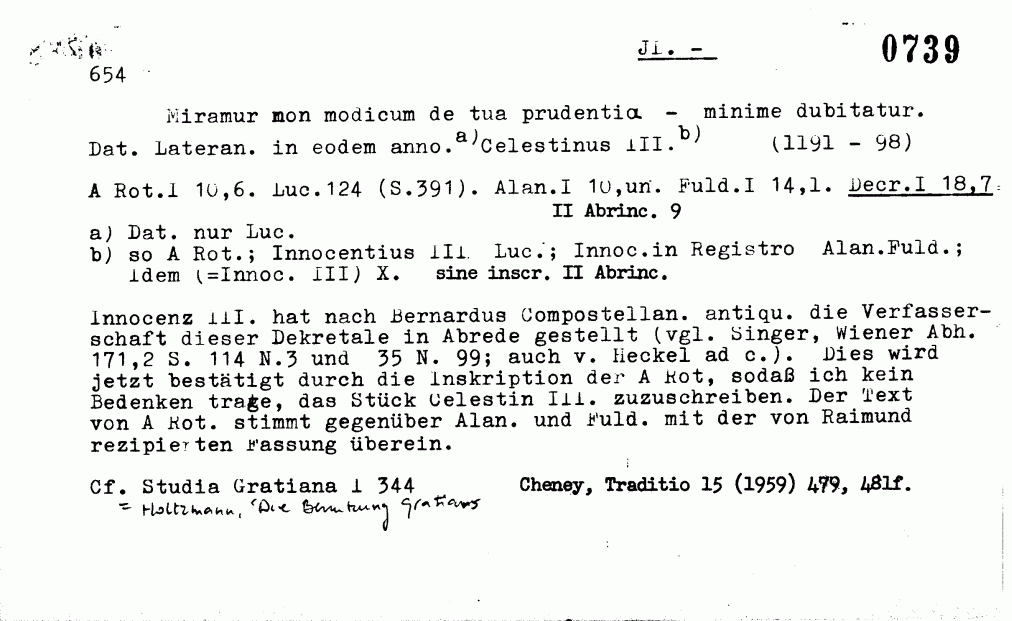 Ji. -
0739
654
Miramur non modicum de tua prudentia - minime dubitatur.
Dat. Lateran. in eodem anno.a) Celestinus III.b) (1191 - 98)
A Rot.I 10,6. Luc.124 (S.391). Alan.I 10,un. Fuld.I 14,1. Decr.I 18,7.
II Abrinc. 9
a) Dat. nur Luc.
b) so A Rot.; Innocentius III Luc.; Innoc.in Registro Alan.Fuld.;
idem (=Innoc. III) X. sine inscr. II Abrinc.
Innocenz III. hat nach Bernardus Compostellan. antiqu. die Verfasser-
schaft dieser Dekretale in Abrede gestellt (vgl. Singer, Wiener Abh.
171,2 S. 114 N.3 und 35 N. 99; auch v. Heckel ad c.). Dies wird
jetzt bestätigt durch die Inskription der A Rot, sodaß ich kein
Bedenken trage, das Stück Celestin III. zuzuschreiben. Der Text
von A Rot. stimmt gegenüber Alan. und Fuld. mit der von Raimund
rezipierten Fassung überein.
Cf. Studia Gratiana I 344 Cheney, Traditio 15 (1959) 479, 481f.
= Holtzmann, 'Die Benutzung Gratians